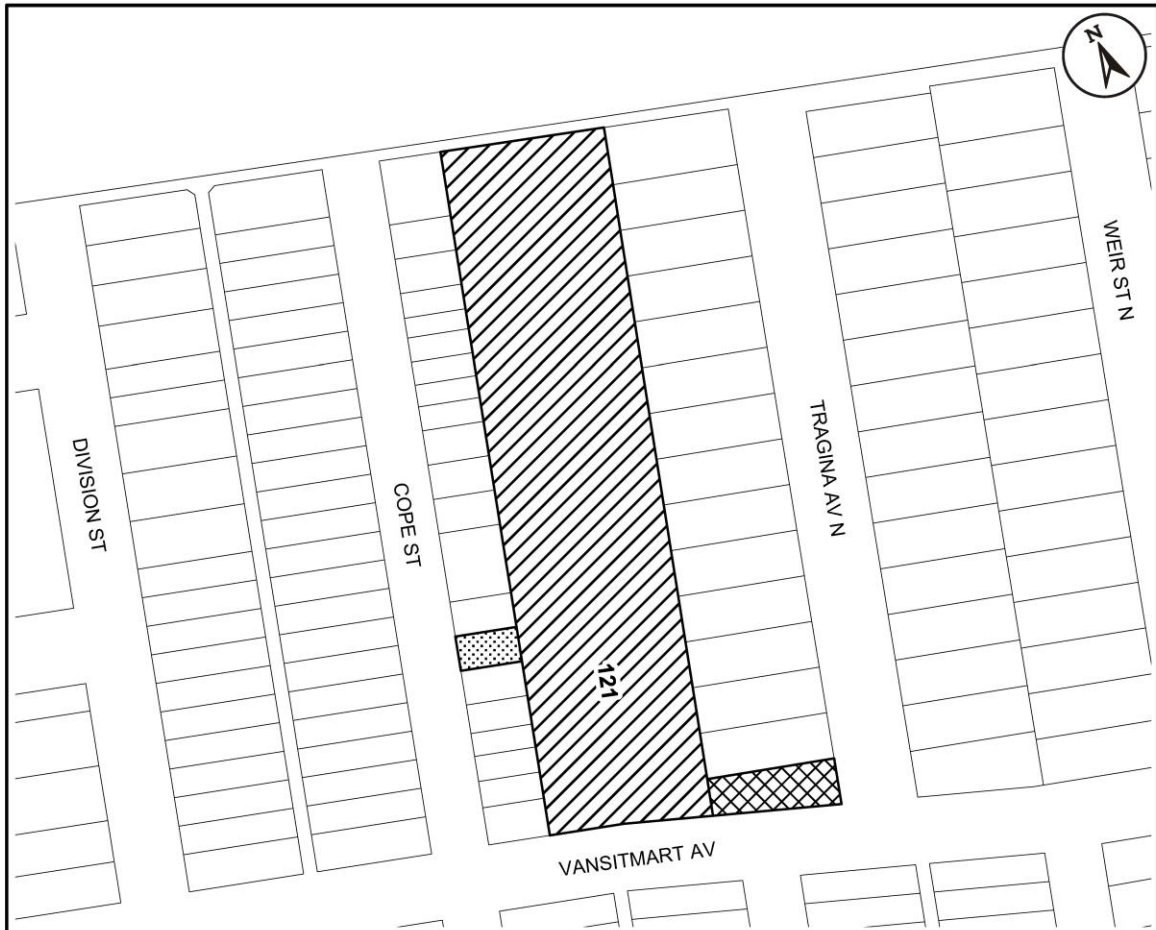 N
WEIR ST N
TRAGINA AV N
DIVISION ST
COPE ST
121
VANSITMART AV